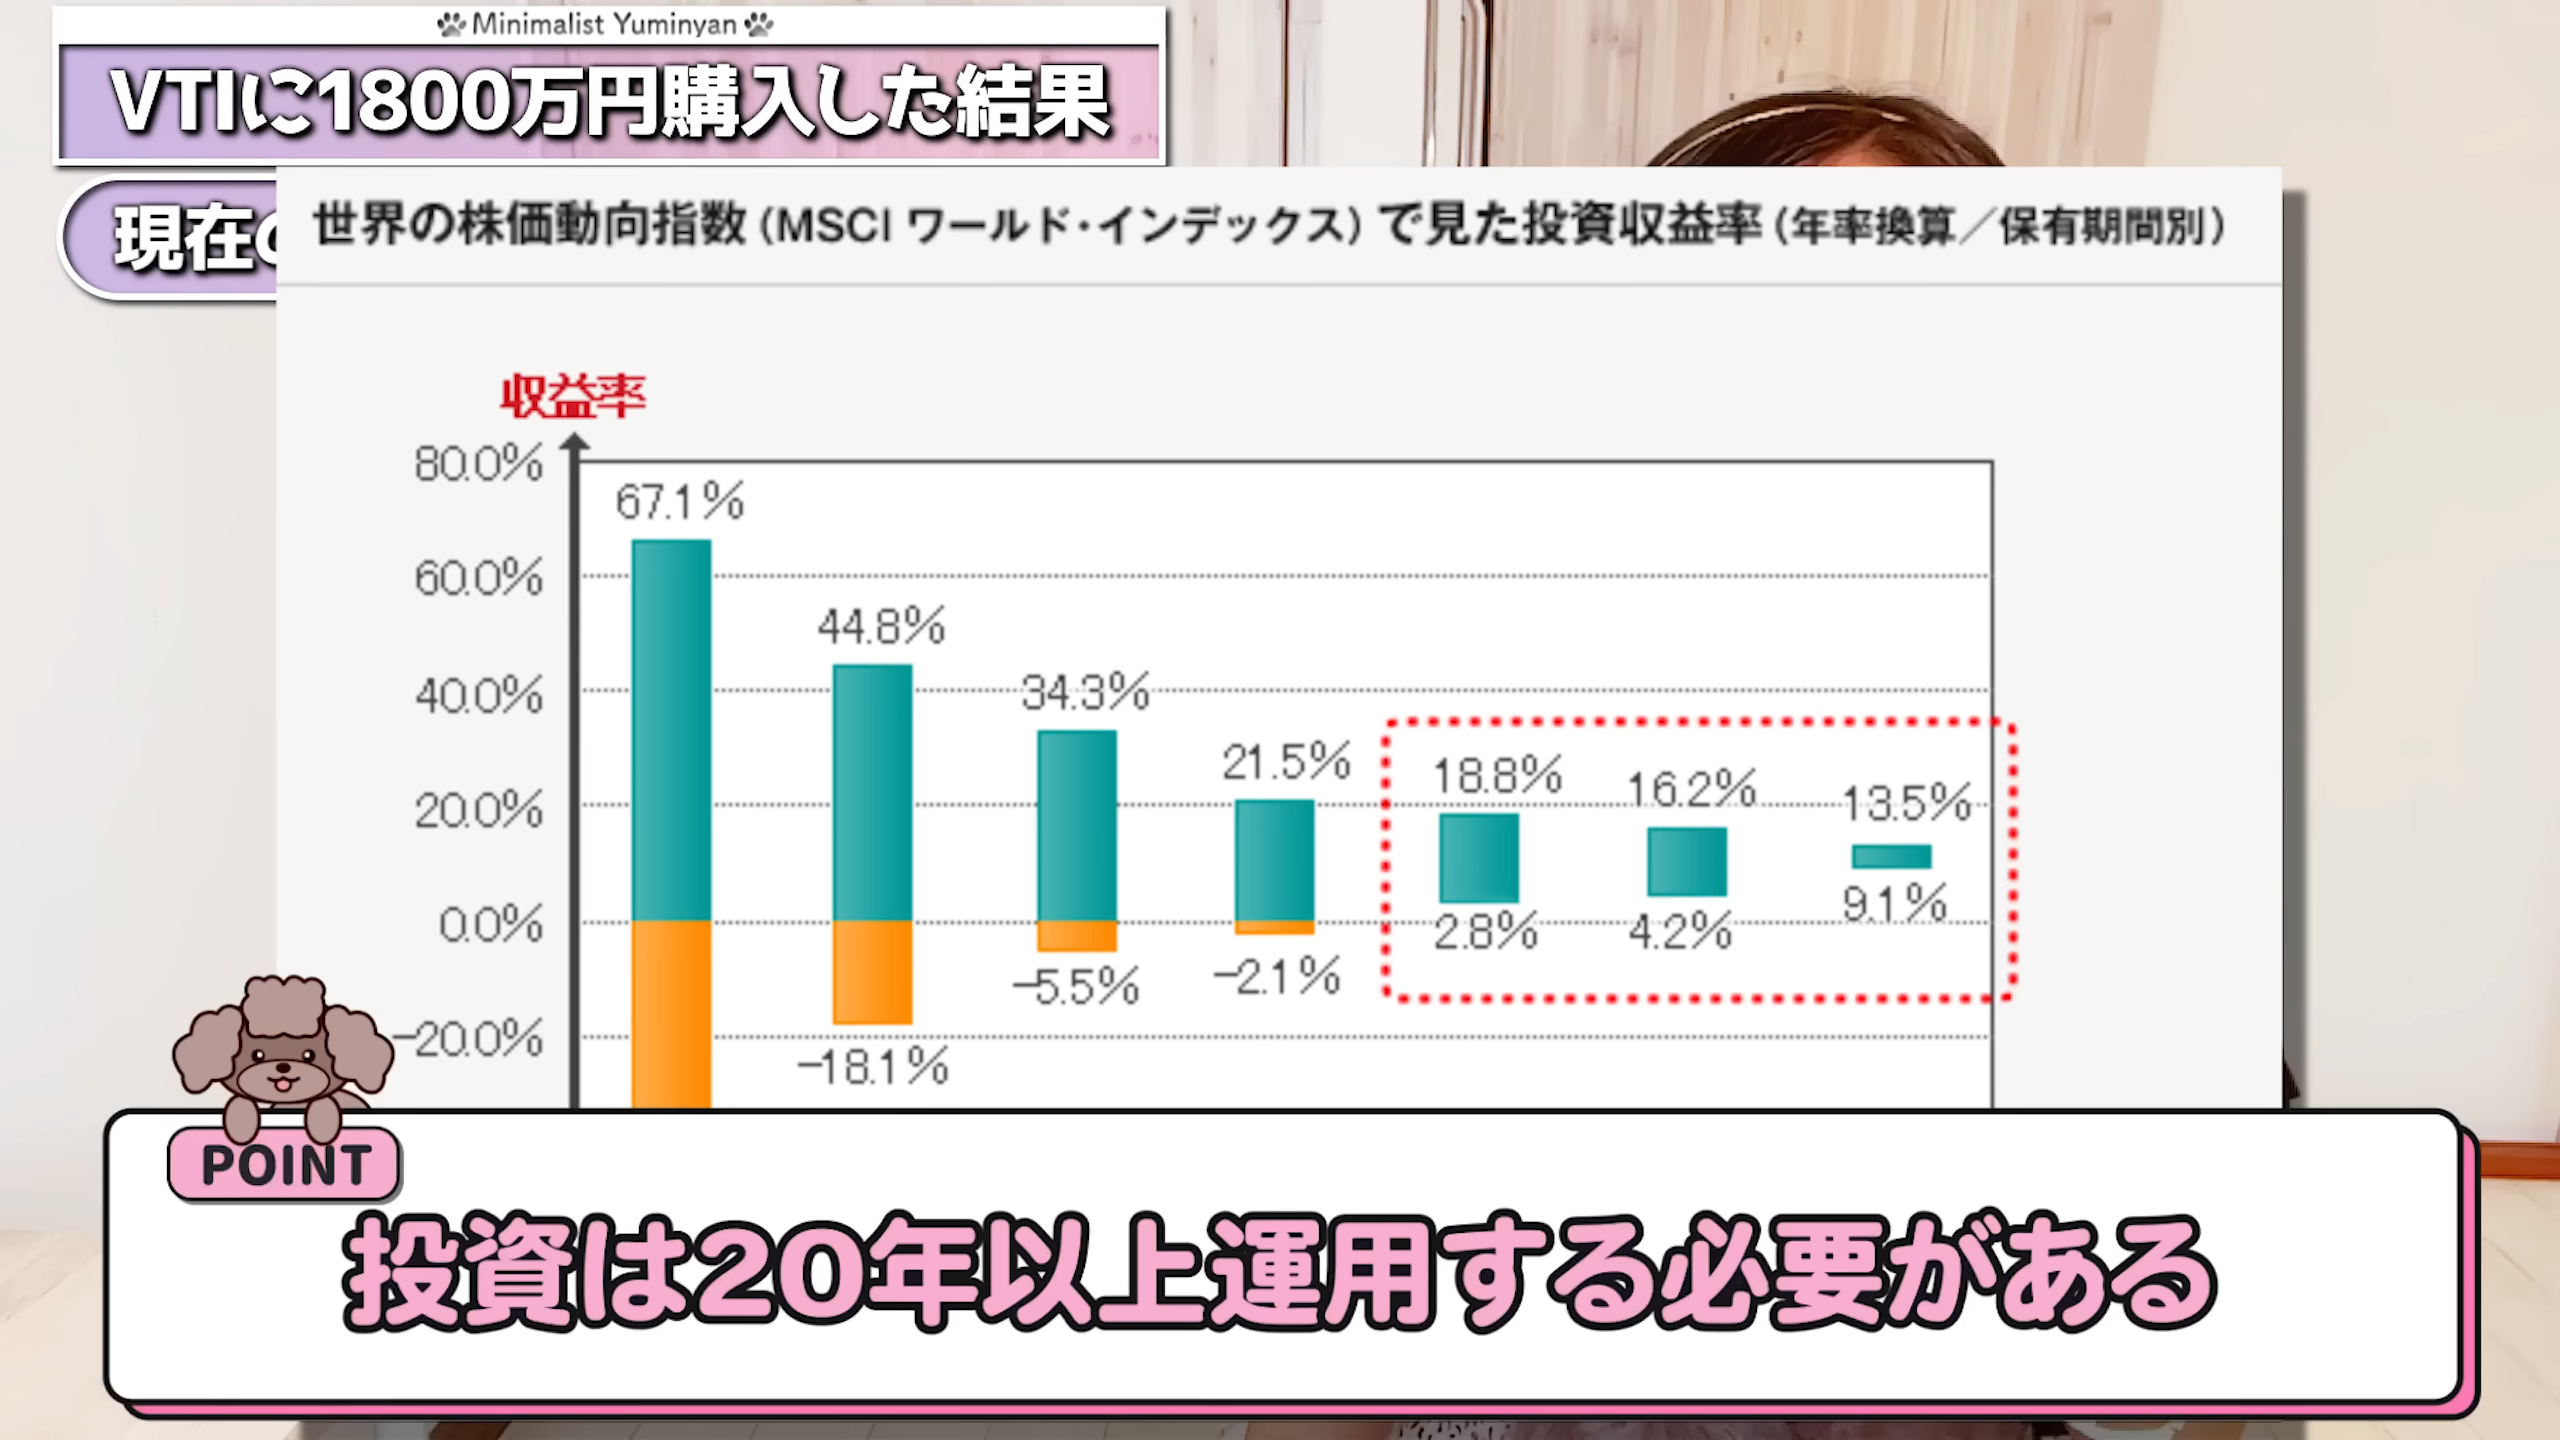 Minimalist Yuminyan
VTIに1800万円購入した結果
現在の
世界の株価動向指数(MSCI ワールド・インデックス)で見た投資収益率(年率換算/保有期間別)
収益率
80.0%
67.1%
60.0%
44.8%
40.0%
34.3%
21.5%
18.8%
16.2%
13.5%
20.0%
0.0%
9.1%
2.8%
4.2%
-5.5%
-2.1%
-20.0%
-18.1%
POINT
投資は20年以上運用する必要がある